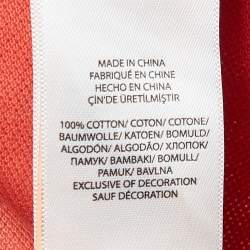 MADE IN CHINA
FABRIQUÉ EN CHINE
HECHO EN CHINA
ÇİN'DE ÜRETİLMİŞTİR
100% COTTON/ COTON/ COTONE/
BAUMWOLLE/ KATOEN/ BOMULD/
ALGODÓN/ ALGODÃO/ ХЛОПОК/
ПАМУК/ BAMBAKI/ BOMULL/
PAMUK/ BAVLNA
EXCLUSIVE OF DECORATION
SAUF DÉCORATION